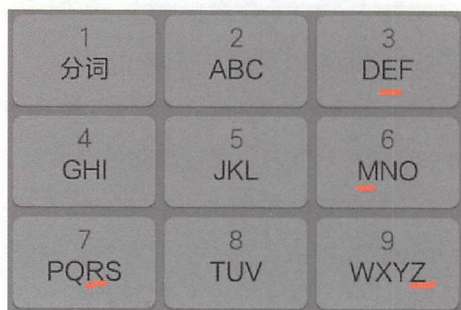 1 2 3
分词 ABC DEF
4 5 6
GHI JKL MNO
7 8 9
PQRS TUV WXYZ